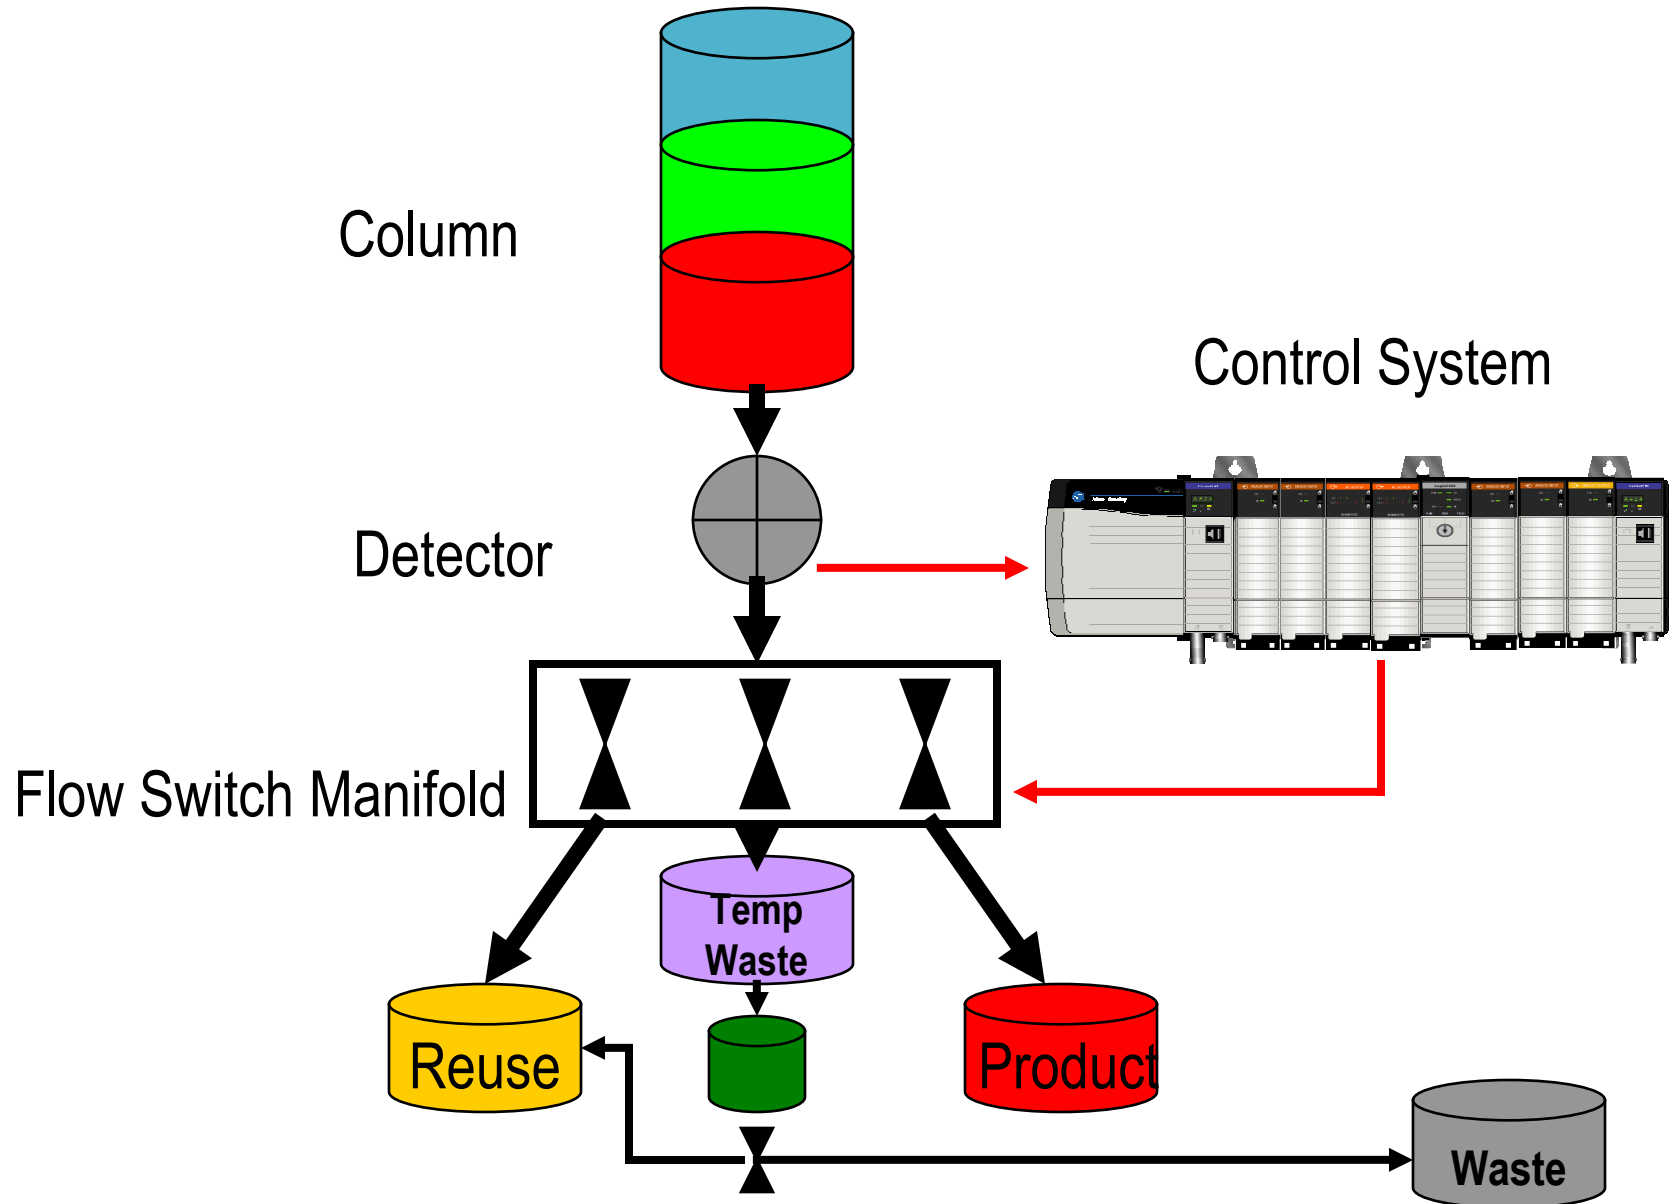 Column
Control System
Detector
Flow Switch Manifold
Temp
Waste
Reuse
Product
Waste